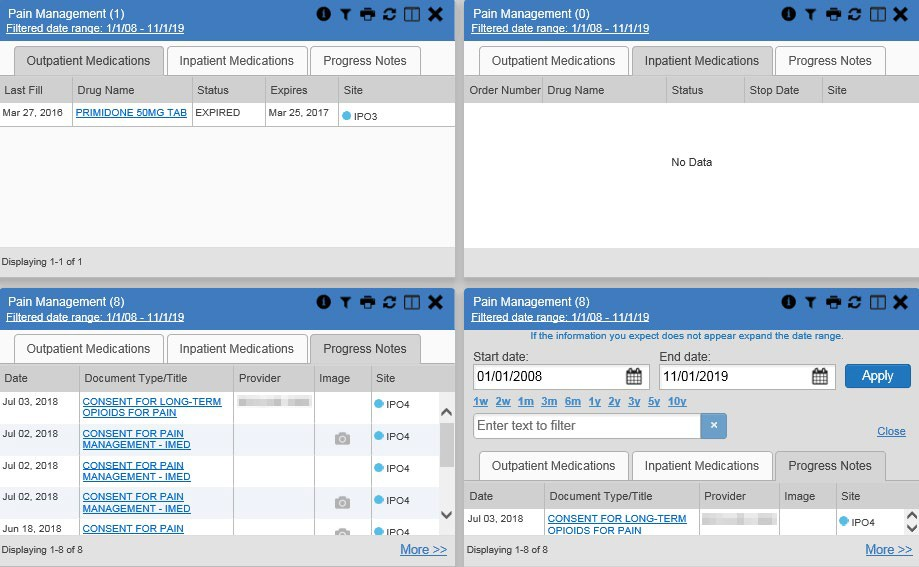 Pain Management (1)
Filtered date range: 1/1/08 - 11/1/19
Outpatient Medications Inpatient Medications Progress Notes
Last Fill Drug Name Status Expires Site
Mar 27, 2016 PRIMIDONE 50MG TAB EXPIRED Mar 25, 2017 IPO3
Displaying 1-1 of 1
Pain Management (0)
Filtered date range: 1/1/08 - 11/1/19
Outpatient Medications Inpatient Medications Progress Notes
Order Number Drug Name Status Stop Date Site
No Data
Pain Management (8)
Filtered date range: 1/1/08 - 11/1/19
Outpatient Medications Inpatient Medications Progress Notes
Date Document Type/Title Provider Image Site
Jul 03, 2018 CONSENT FOR LONG-TERM IPO4
OPIOIDS FOR PAIN
Jul 02, 2018 CONSENT FOR PAIN IPO4
MANAGEMENT - IMED
Jul 02, 2018 CONSENT FOR PAIN IPO4
MANAGEMENT - IMED
Jul 02, 2018 CONSENT FOR PAIN IPO4
MANAGEMENT - IMED
Jun 18, 2018 CONSENT FOR PAIN IPO4
Displaying 1-8 of 8 More >>
Pain Management (8)
Filtered date range: 1/1/08 - 11/1/19
If the information you expect does not appear expand the date range.
Start date: End date:
01/01/2008 11/01/2019 Apply
1w 2w 1m 3m 6m 1y 2y 3y 5y 10y
Enter text to filter ×
Close
Outpatient Medications Inpatient Medications Progress Notes
Date Document Type/Title Provider Image Site
Jul 03, 2018 CONSENT FOR LONG-TERM IPO4
OPIOIDS FOR PAIN
Displaying 1-8 of 8 More >>